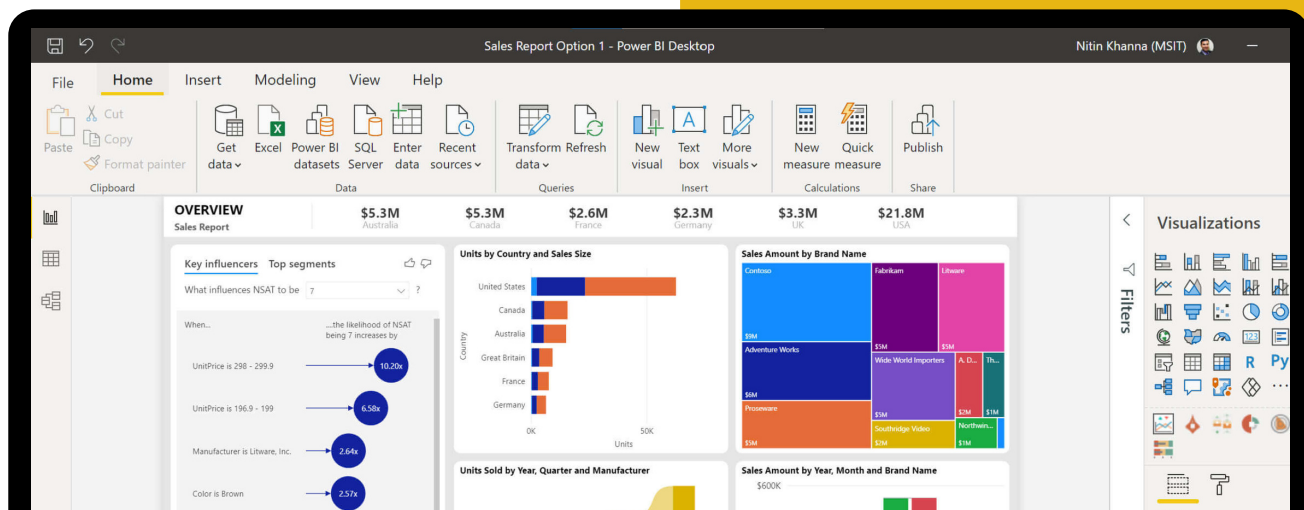 Sales Report Option 1 - Power BI Desktop
Nitin Khanna (MSIT)
File Home Insert Modeling View Help
Paste
Cut
Copy
Format painter
Clipboard
Get data
Excel
Power BI datasets
SQL Server
Enter data
Recent sources
Data
Transform data
Refresh
Queries
New visual
A
Text box
More visuals
Insert
New measure
Quick measure
Calculations
Publish
Share
OVERVIEW
Sales Report
$5.3M
Australia
$5.3M
Canada
$2.6M
France
$2.3M
Germany
$3.3M
UK
$21.8M
USA
Key influencers Top segments
What influences NSAT to be 7 ?
When...
...the likelihood of NSAT
being 7 increases by
UnitPrice is 298 - 299.9
10.20x
UnitPrice is 196.9 - 199
6.58x
Manufacturer is Litware, Inc.
2.64x
Color is Brown
2.57x
Units by Country and Sales Size
Country
United States
Canada
Australia
Great Britain
France
Germany
0K 50K
Units
Sales Amount by Brand Name
Contoso
$9M
Fabrikam
$5M
Litware
$5M
Adventure Works
$6M
Wide World Importers
$5M
A. D...
$2M
Th...
$1M
Proseware
$5M
Southridge Video
$2M
Northwin...
$1M
Units Sold by Year, Quarter and Manufacturer
Sales Amount by Year, Month and Brand Name
$600K
Filters
Visualizations
123
R Py